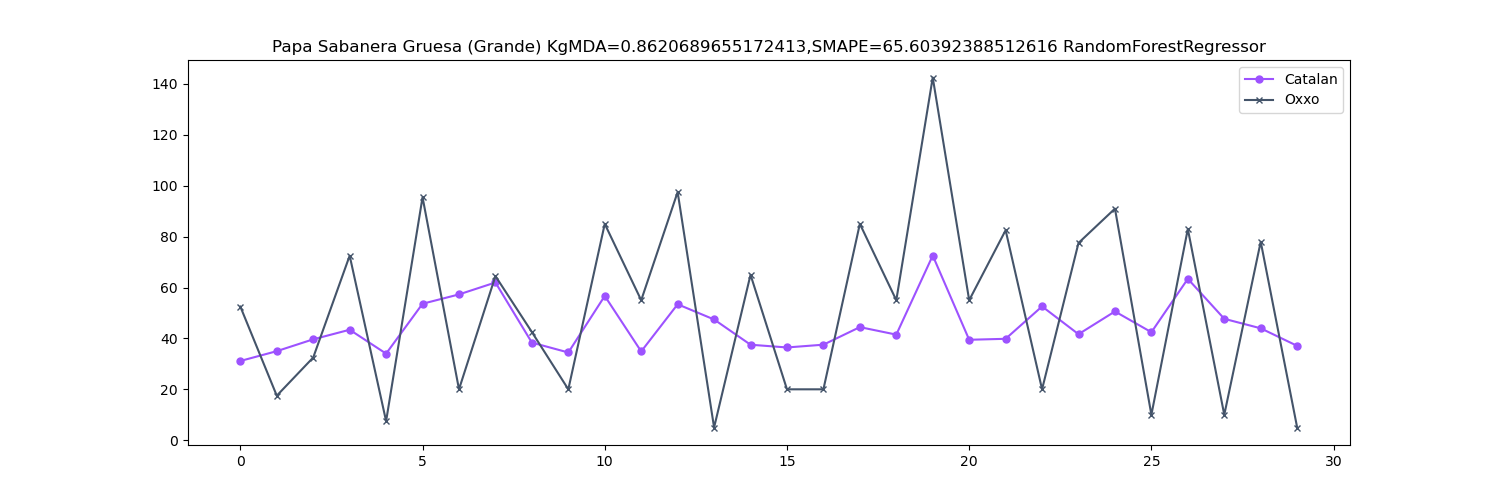 Papa Sabanera Gruesa (Grande) KgMDA=0.8620689655172413,SMAPE=65.60392388512616 RandomForestRegressor
Catalan
Oxxo
140
120
100
80
60
40
20
0
0 5 10 15 20 25 30